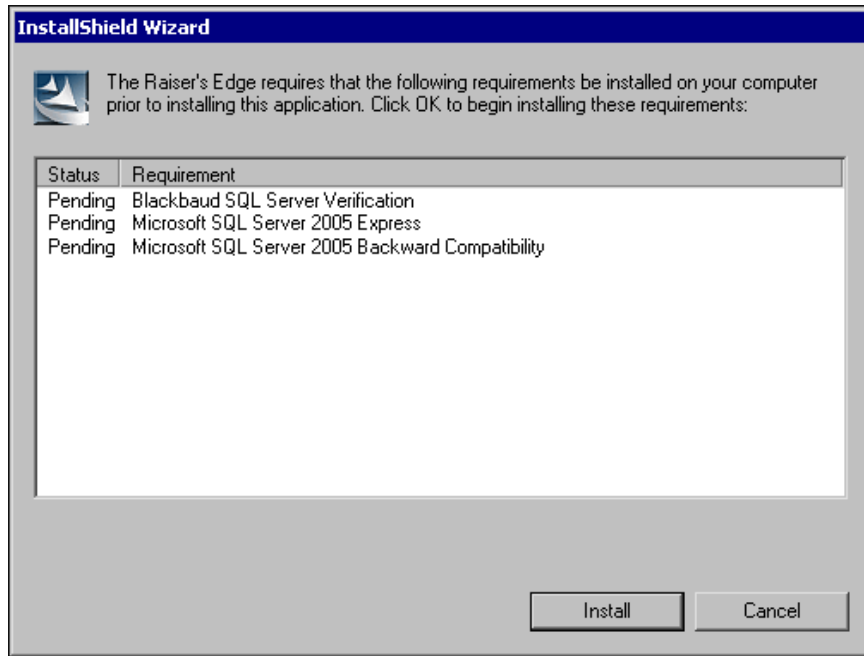 InstallShield Wizard
The Raiser's Edge requires that the following requirements be installed on your computer
prior to installing this application. Click OK to begin installing these requirements:
Status Requirement
Pending Blackbaud SQL Server Verification
Pending Microsoft SQL Server 2005 Express
Pending Microsoft SQL Server 2005 Backward Compatibility
Install Cancel